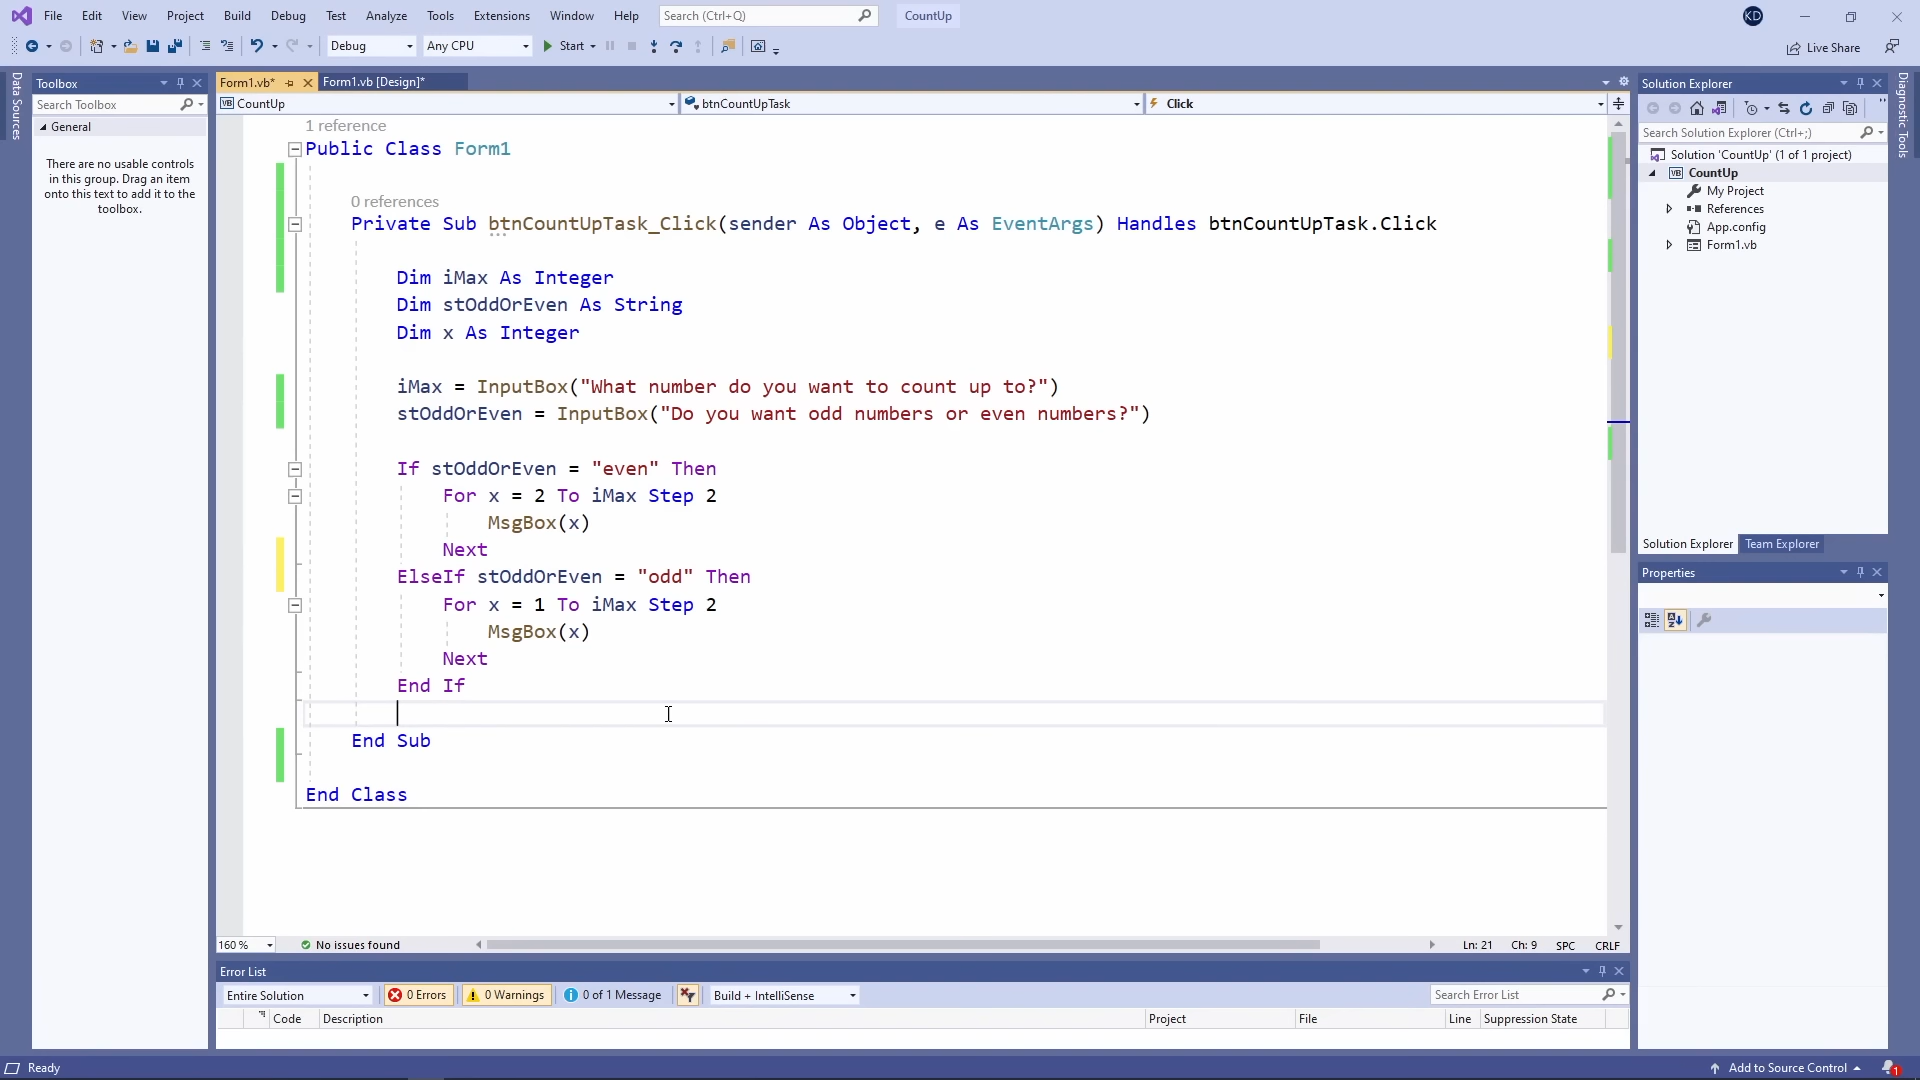 File Edit View Project Build Debug Test Analyze Tools Extensions Window Help Search (Ctrl+Q) CountUp KD
Debug Any CPU Start Live Share
Data Sources
Toolbox
Search Toolbox
General
There are no usable controls
in this group. Drag an item
onto this text to add it to the
toolbox.
Form1.vb* Form1.vb [Design]*
CountUp btnCountUpTask Click
1 reference
Public Class Form1
0 references
Private Sub btnCountUpTask_Click(sender As Object, e As EventArgs) Handles btnCountUpTask.Click
Dim iMax As Integer
Dim stOddOrEven As String
Dim x As Integer
iMax = InputBox("What number do you want to count up to?")
stOddOrEven = InputBox("Do you want odd numbers or even numbers?")
If stOddOrEven = "even" Then
For x = 2 To iMax Step 2
MsgBox(x)
Next
ElseIf stOddOrEven = "odd" Then
For x = 1 To iMax Step 2
MsgBox(x)
Next
End If
End Sub
End Class
160 % No issues found Ln: 21 Ch: 9 SPC CRLF
Error List
Entire Solution 0 Errors 0 Warnings 0 of 1 Message Build + IntelliSense Search Error List
Code Description Project File Line Suppression State
Solution Explorer
Search Solution Explorer (Ctrl+;)
Solution 'CountUp' (1 of 1 project)
VB CountUp
My Project
References
App.config
Form1.vb
Solution Explorer Team Explorer
Properties
Diagnostic Tools
Ready Add to Source Control 1